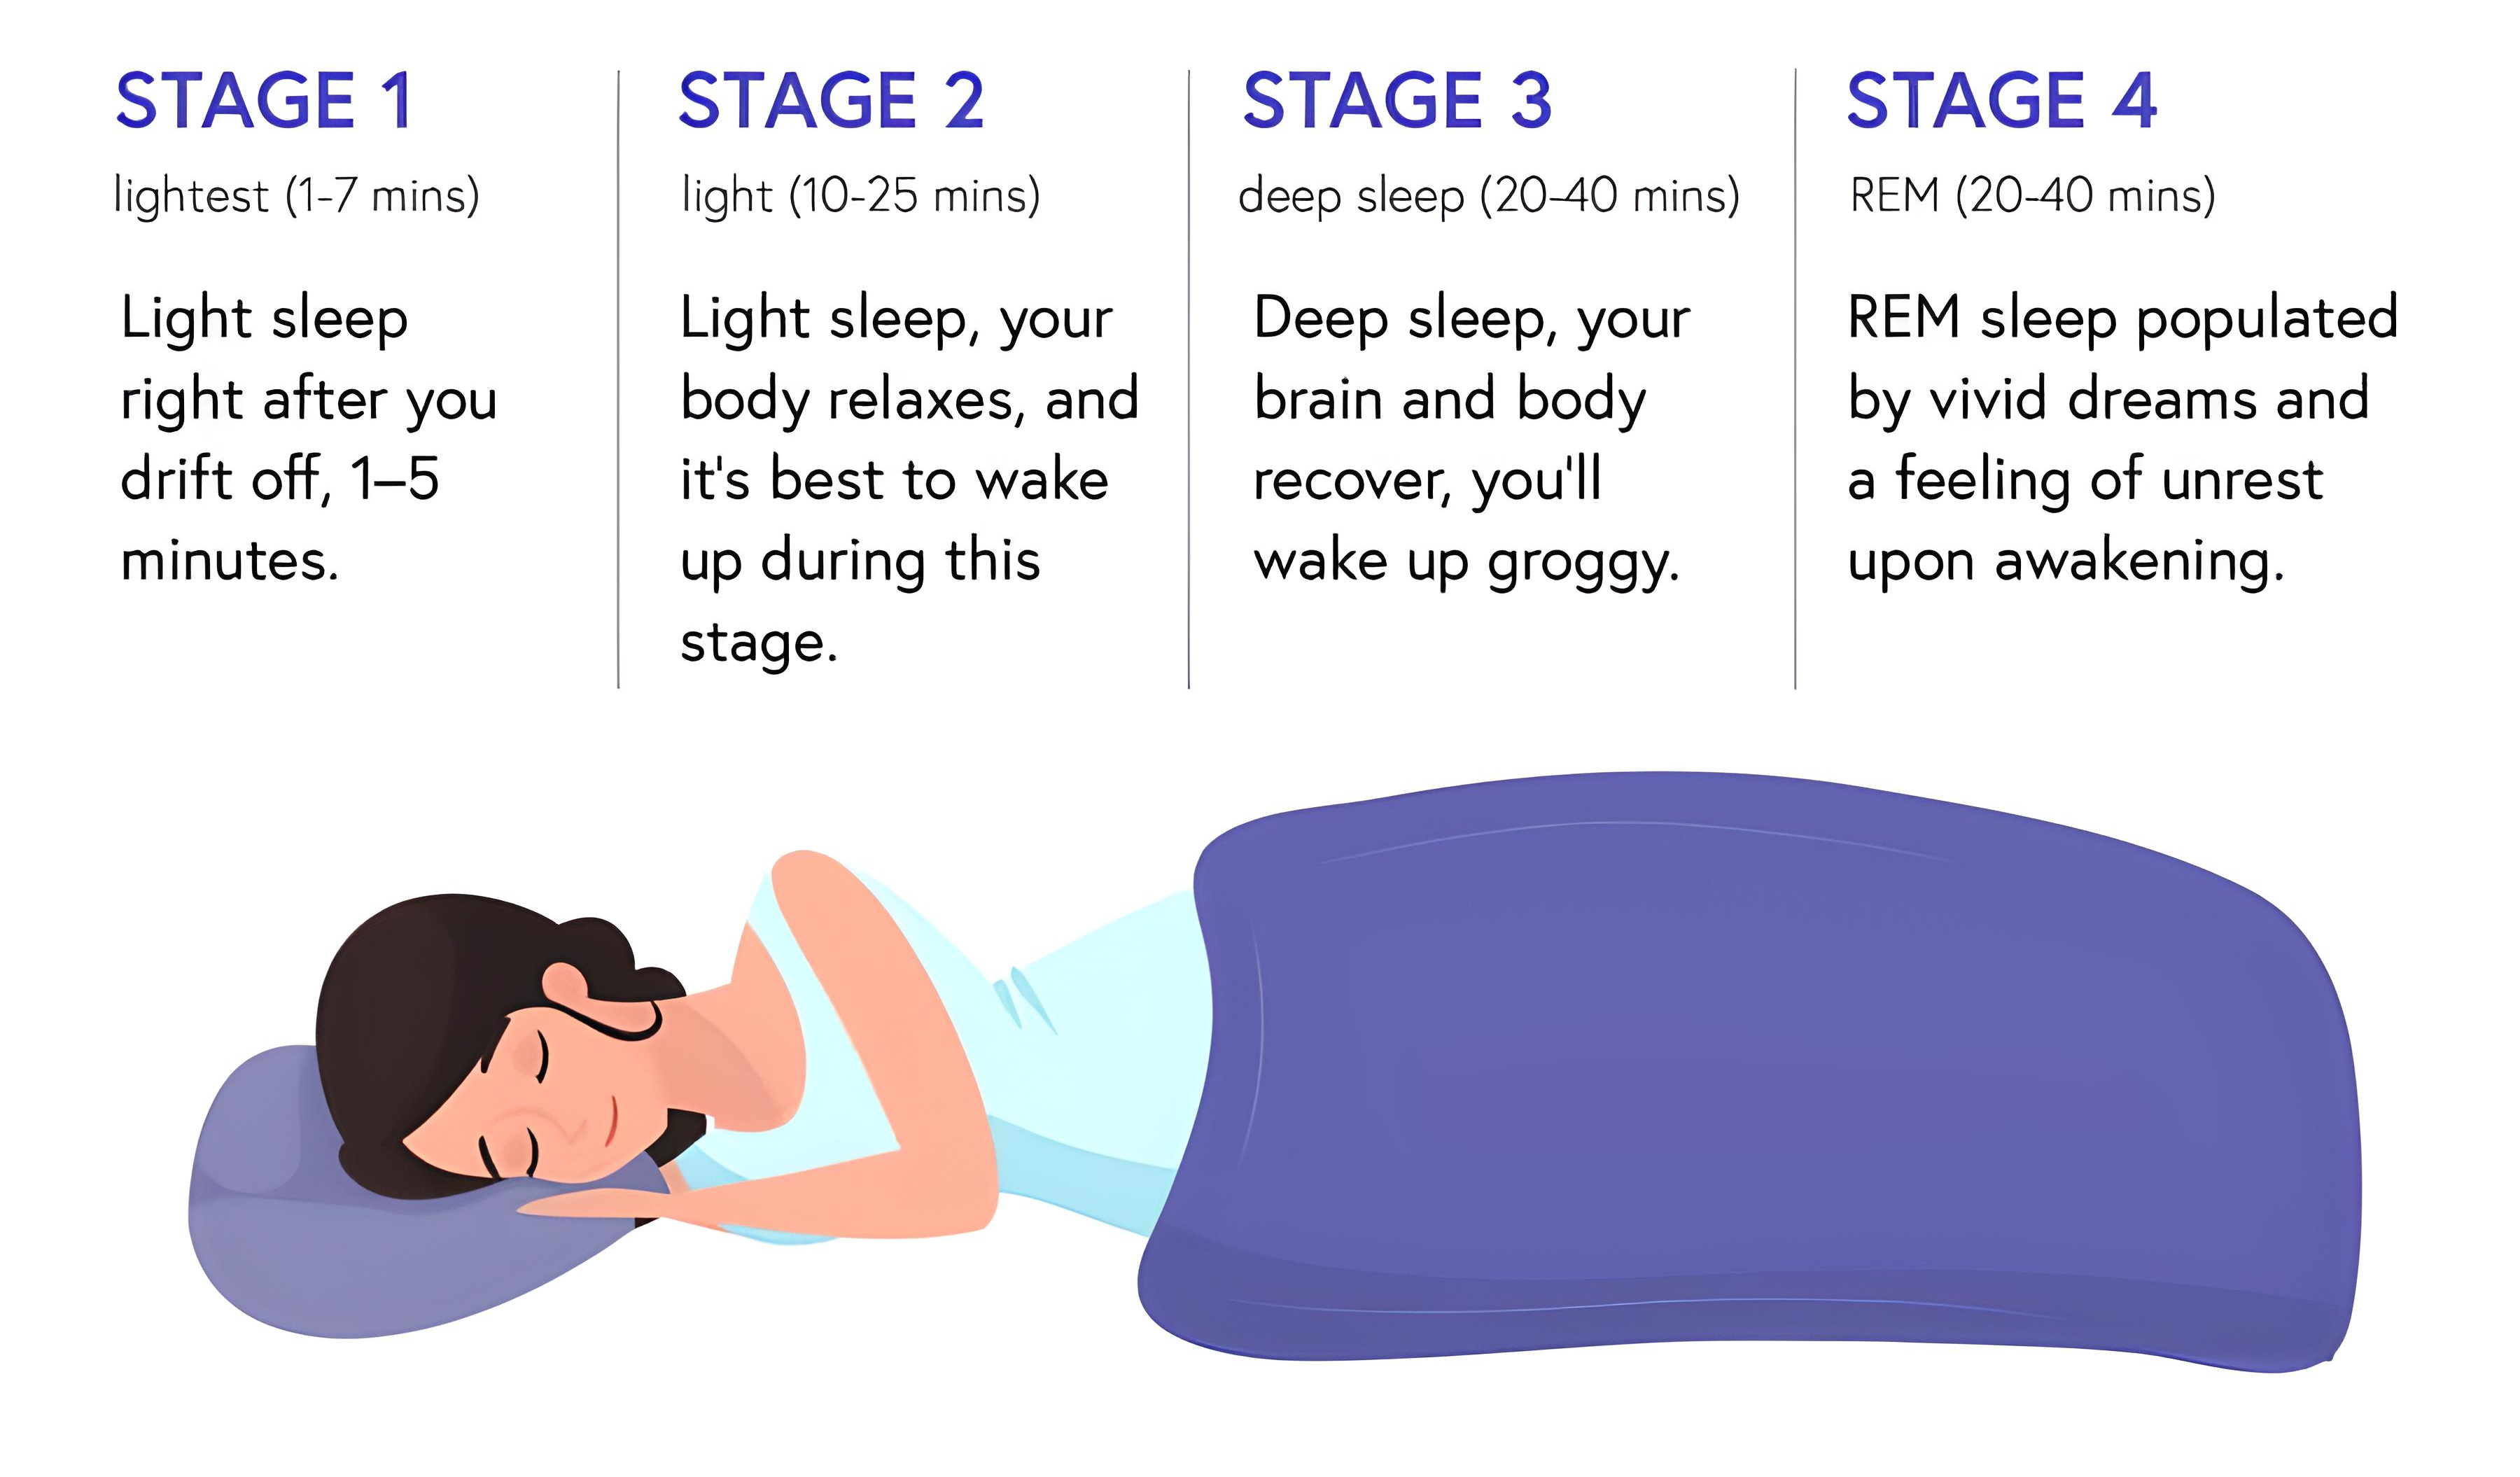 STAGE 1
lightest (1-7 mins)
Light sleep
right after you
drift off, 1–5
minutes.
STAGE 2
light (10-25 mins)
Light sleep, your
body relaxes, and
it's best to wake
up during this
stage.
STAGE 3
deep sleep (20-40 mins)
Deep sleep, your
brain and body
recover, you'll
wake up groggy.
STAGE 4
REM (20-40 mins)
REM sleep populated
by vivid dreams and
a feeling of unrest
upon awakening.